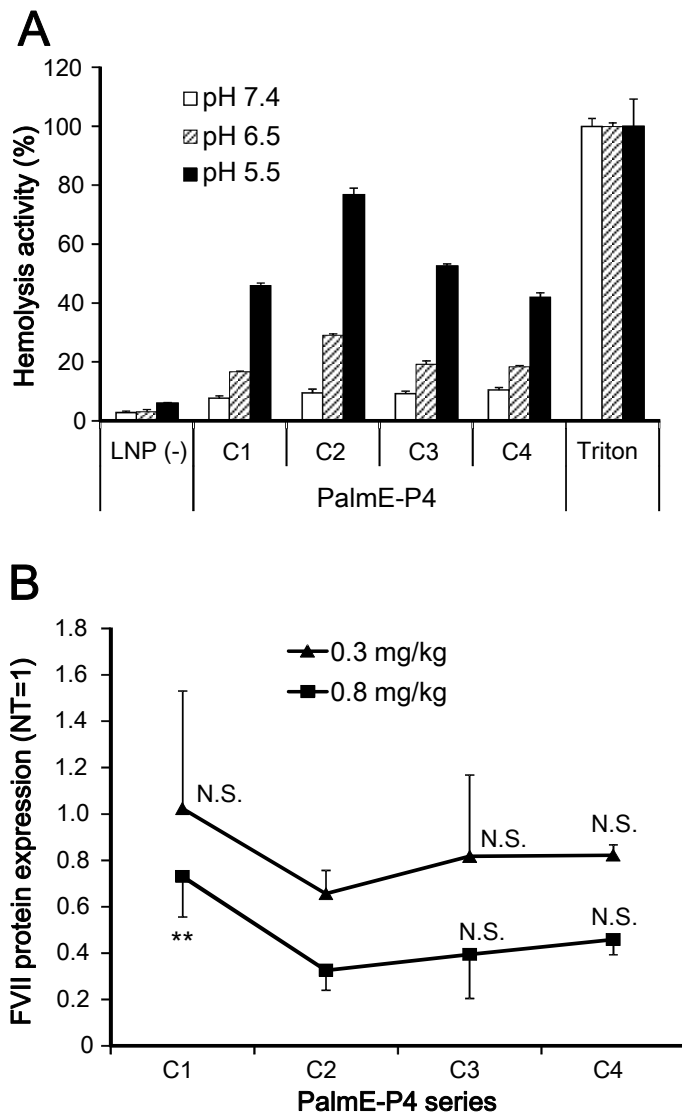 A
Hemolysis activity (%)
120
100
80
60
40
20
0
pH 7.4
pH 6.5
pH 5.5
LNP (-)
C1
C2
C3
C4
Triton
PalmE-P4
B
FVII protein expression (NT=1)
1.8
1.6
1.4
1.2
1.0
0.8
0.6
0.4
0.2
0
0.3 mg/kg
0.8 mg/kg
N.S.
N.S.
N.S.
**
N.S.
N.S.
C1
C2
C3
C4
PalmE-P4 series